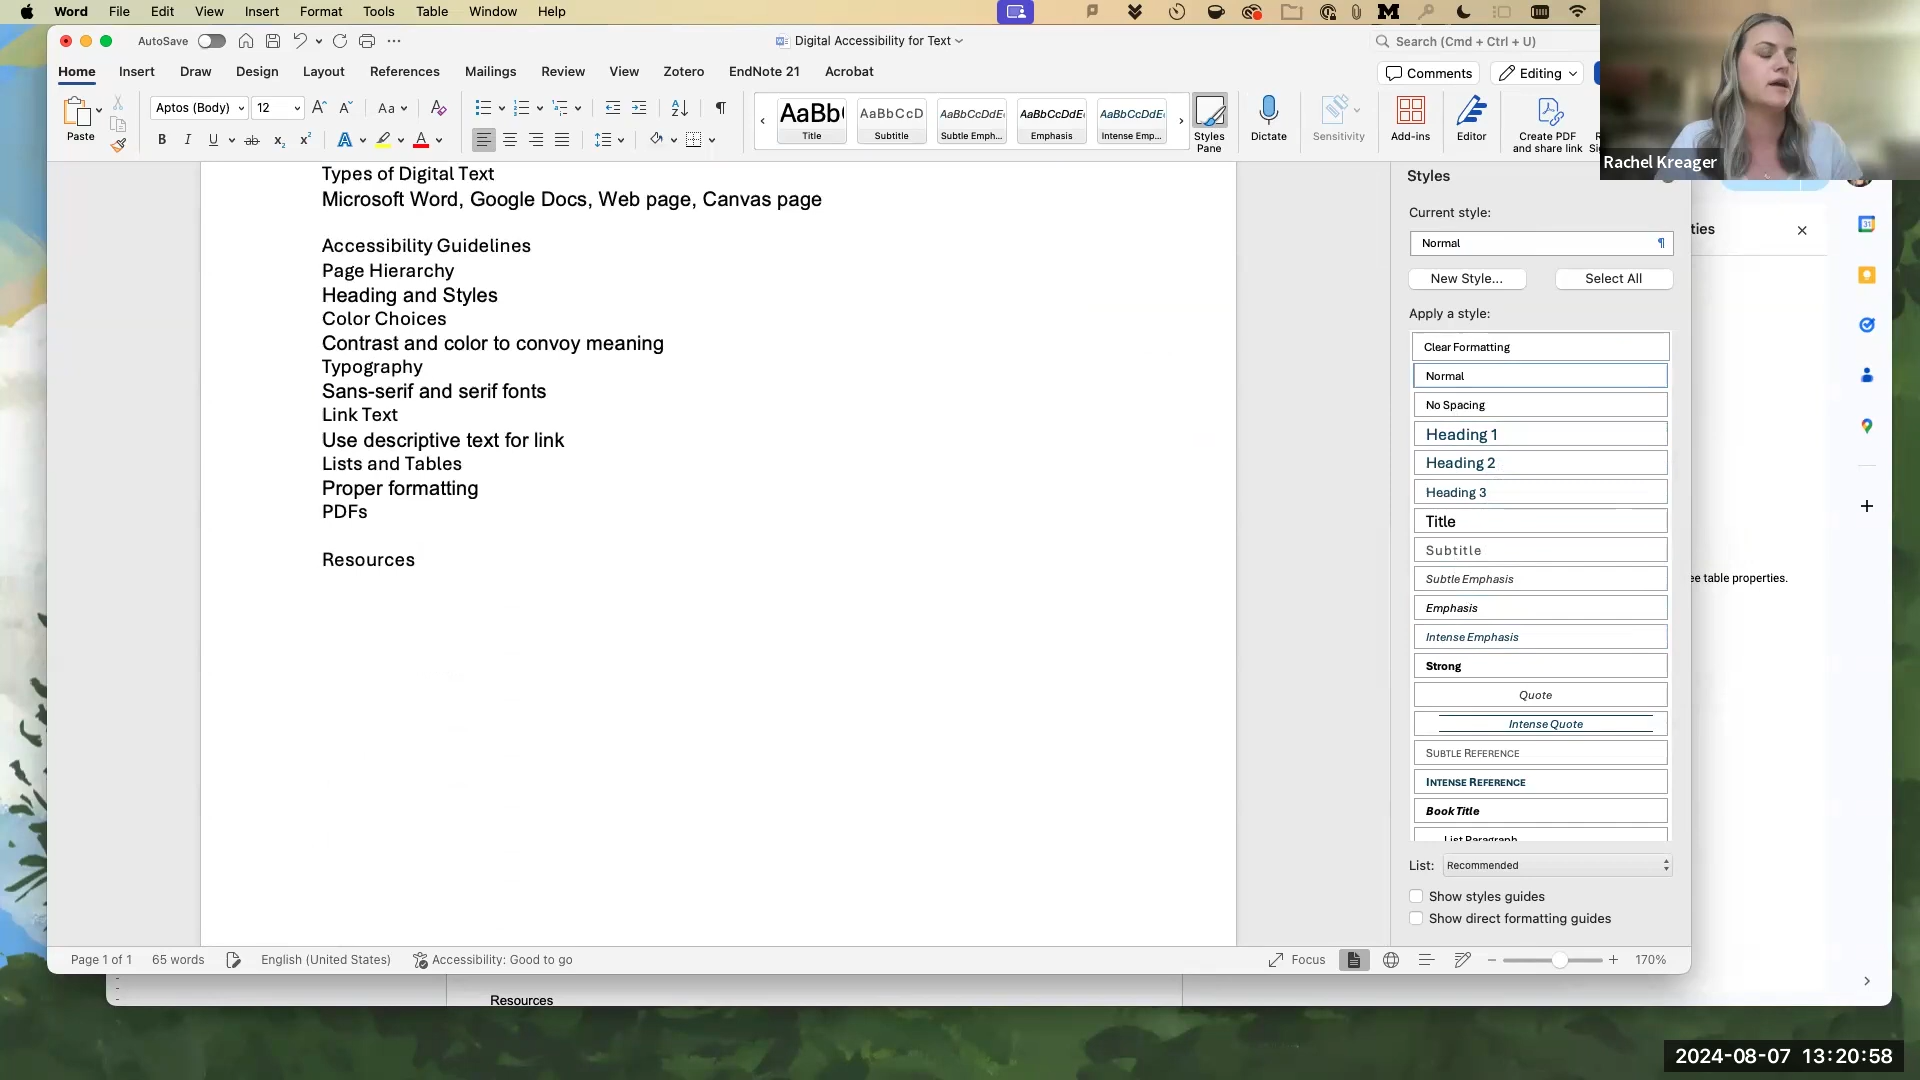 Word File Edit View Insert Format Tools Table Window Help
AutoSave Digital Accessibility for Text Search (Cmd + Ctrl + U)
Home Insert Draw Design Layout References Mailings Review View Zotero EndNote 21 Acrobat Comments Editing
Paste Aptos (Body) 12 Aa
AaBb( Title
AaBbCcD Subtitle
AaBbCcDdE Subtle Emph...
AaBbCcDdE Emphasis
AaBbCcDdE Intense Emp...
Styles Pane
Dictate
Sensitivity
Add-ins
Editor
Create PDF and share link
Rachel Kreager
Types of Digital Text
Microsoft Word, Google Docs, Web page, Canvas page
Accessibility Guidelines
Page Hierarchy
Heading and Styles
Color Choices
Contrast and color to convoy meaning
Typography
Sans-serif and serif fonts
Link Text
Use descriptive text for link
Lists and Tables
Proper formatting
PDFs
Resources
Styles
Current style:
Normal
New Style... Select All
Apply a style:
Clear Formatting
Normal
No Spacing
Heading 1
Heading 2
Heading 3
Title
Subtitle
Subtle Emphasis
Emphasis
Intense Emphasis
Strong
Quote
Intense Quote
Subtle Reference
Intense Reference
Book Title
List Paragraph
List: Recommended
Show styles guides
Show direct formatting guides
table properties.
Page 1 of 1 65 words English (United States) Accessibility: Good to go Focus 170%
Resources
2024-08-07 13:20:58